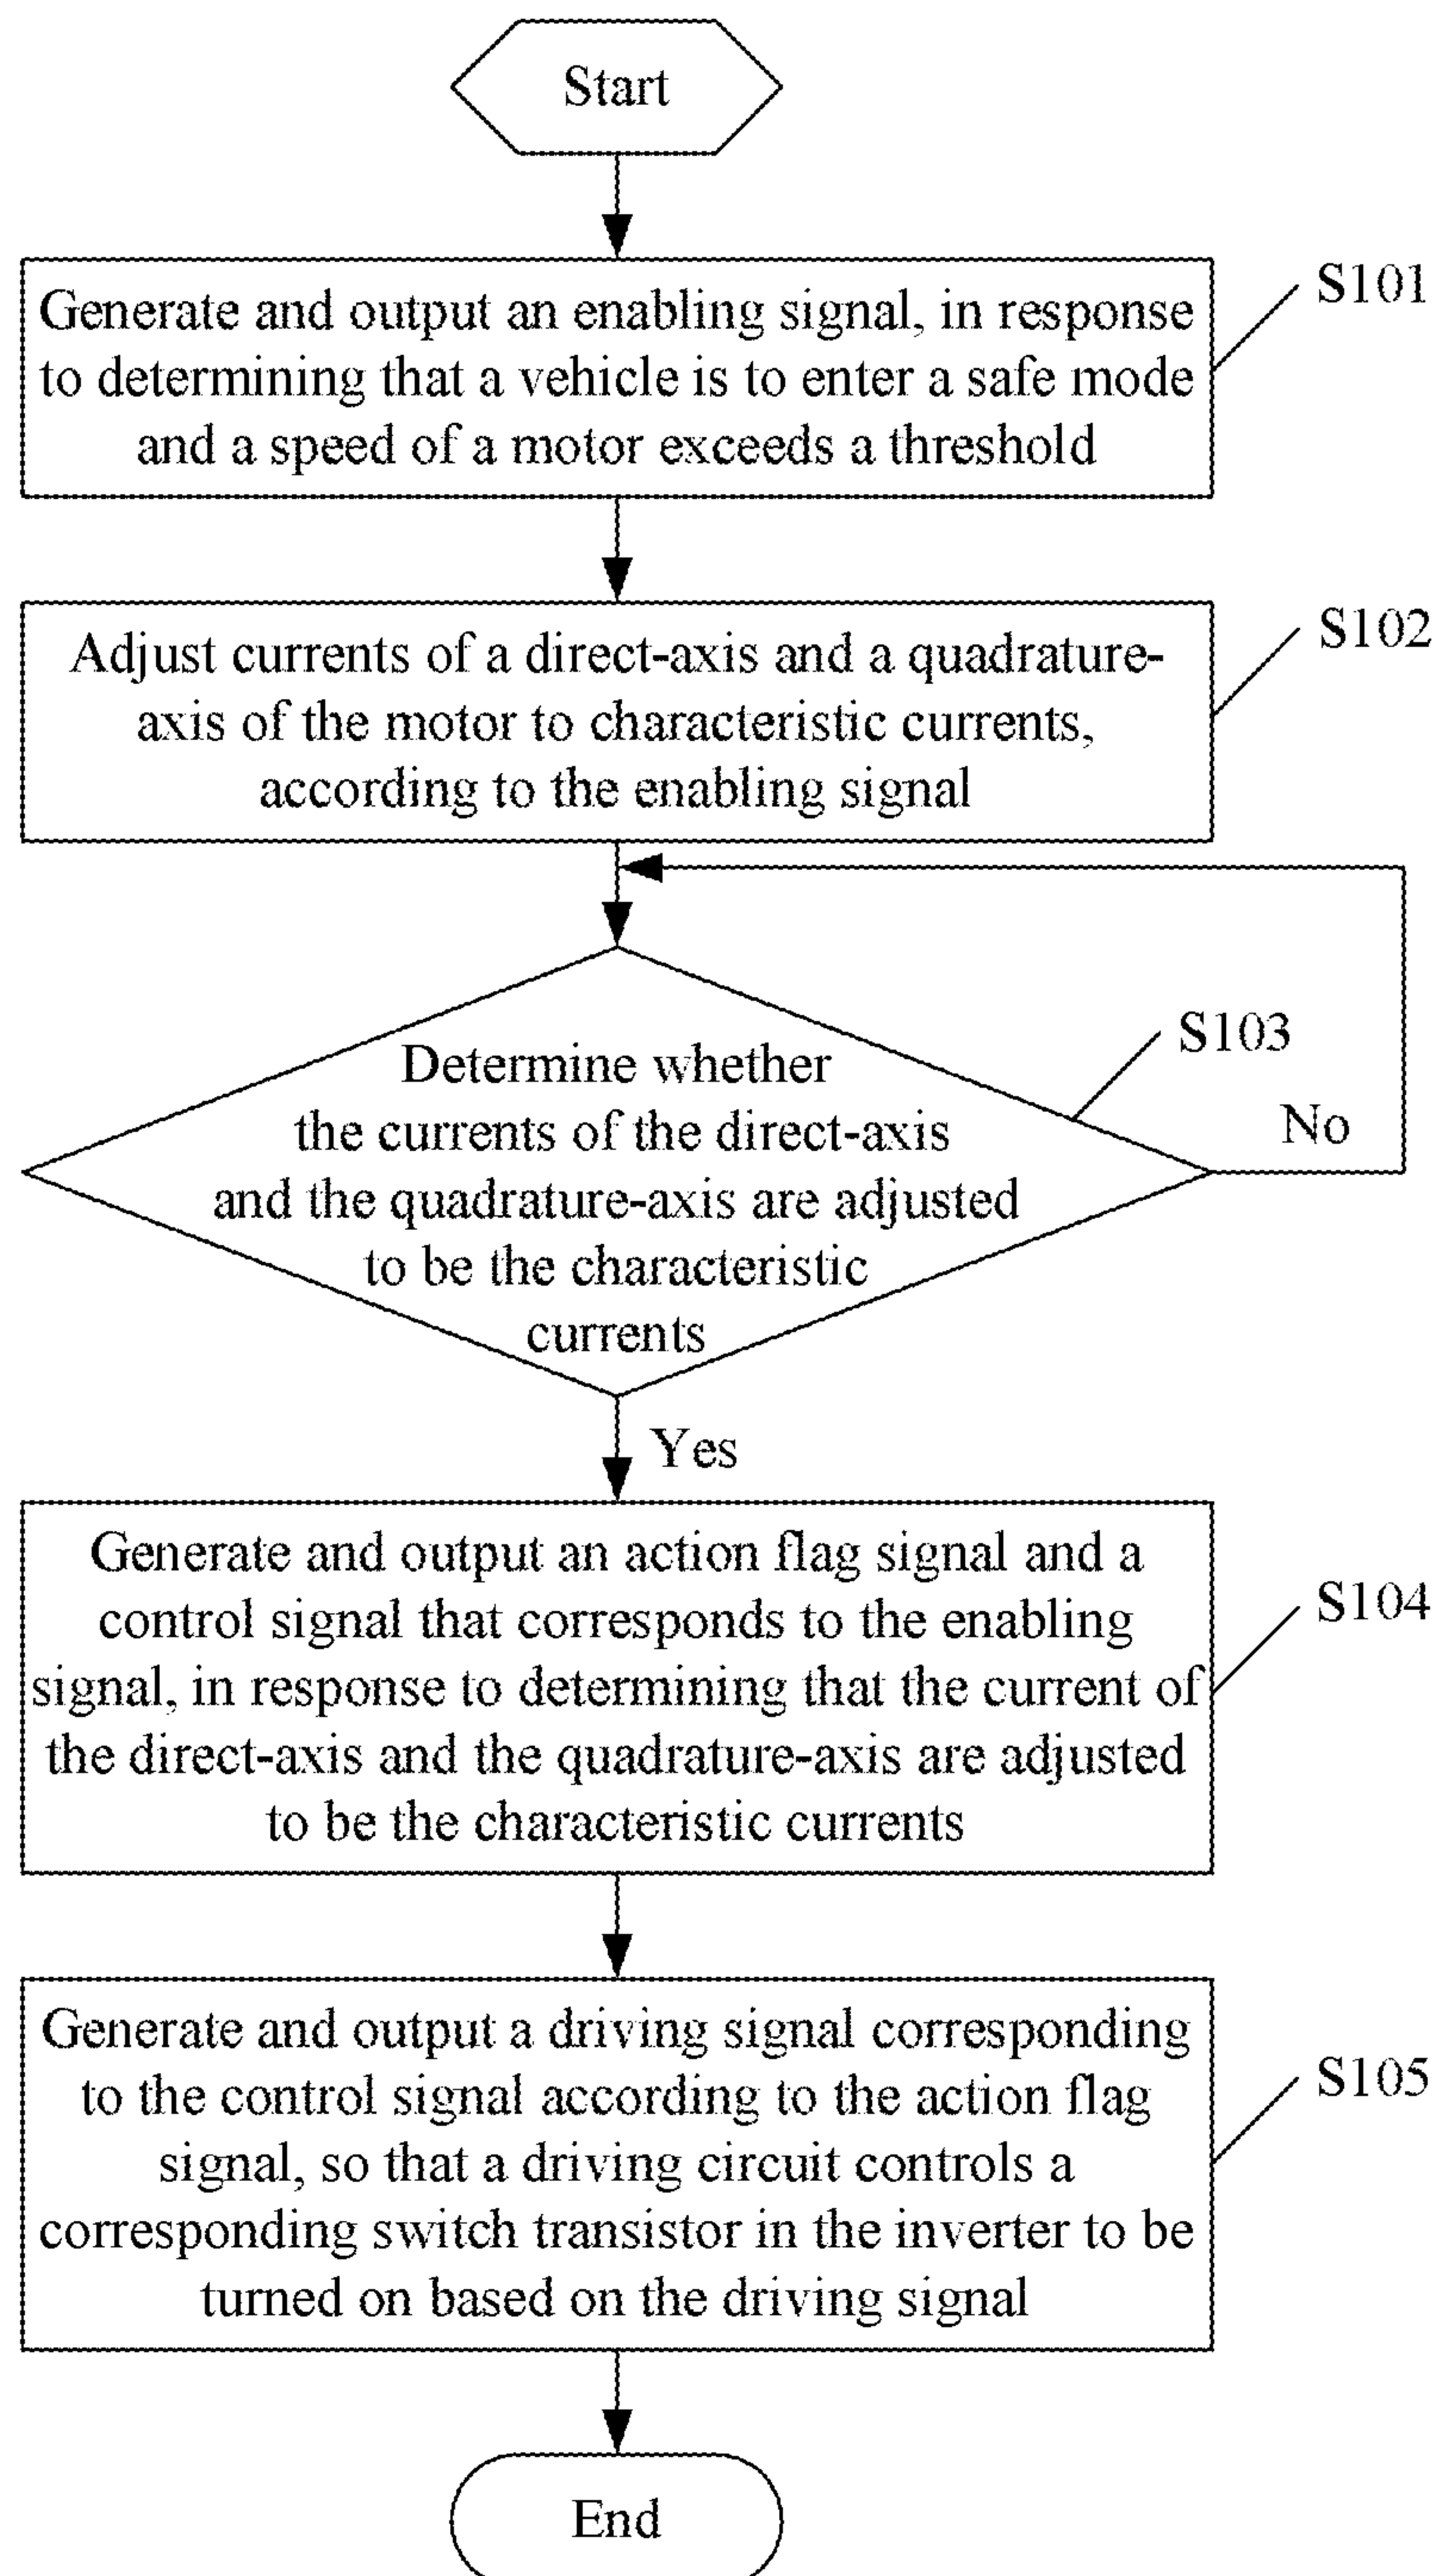 Start
Generate and output an enabling signal, in response
to determining that a vehicle is to enter a safe mode
and a speed of a motor exceeds a threshold
S101
Adjust currents of a direct-axis and a quadrature-
axis of the motor to characteristic currents,
according to the enabling signal
S102
Determine whether
the currents of the direct-axis
and the quadrature-axis are adjusted
to be the characteristic
currents
S103
No
Yes
Generate and output an action flag signal and a
control signal that corresponds to the enabling
signal, in response to determining that the current of
the direct-axis and the quadrature-axis are adjusted
to be the characteristic currents
S104
Generate and output a driving signal corresponding
to the control signal according to the action flag
signal, so that a driving circuit controls a
corresponding switch transistor in the inverter to be
turned on based on the driving signal
S105
End